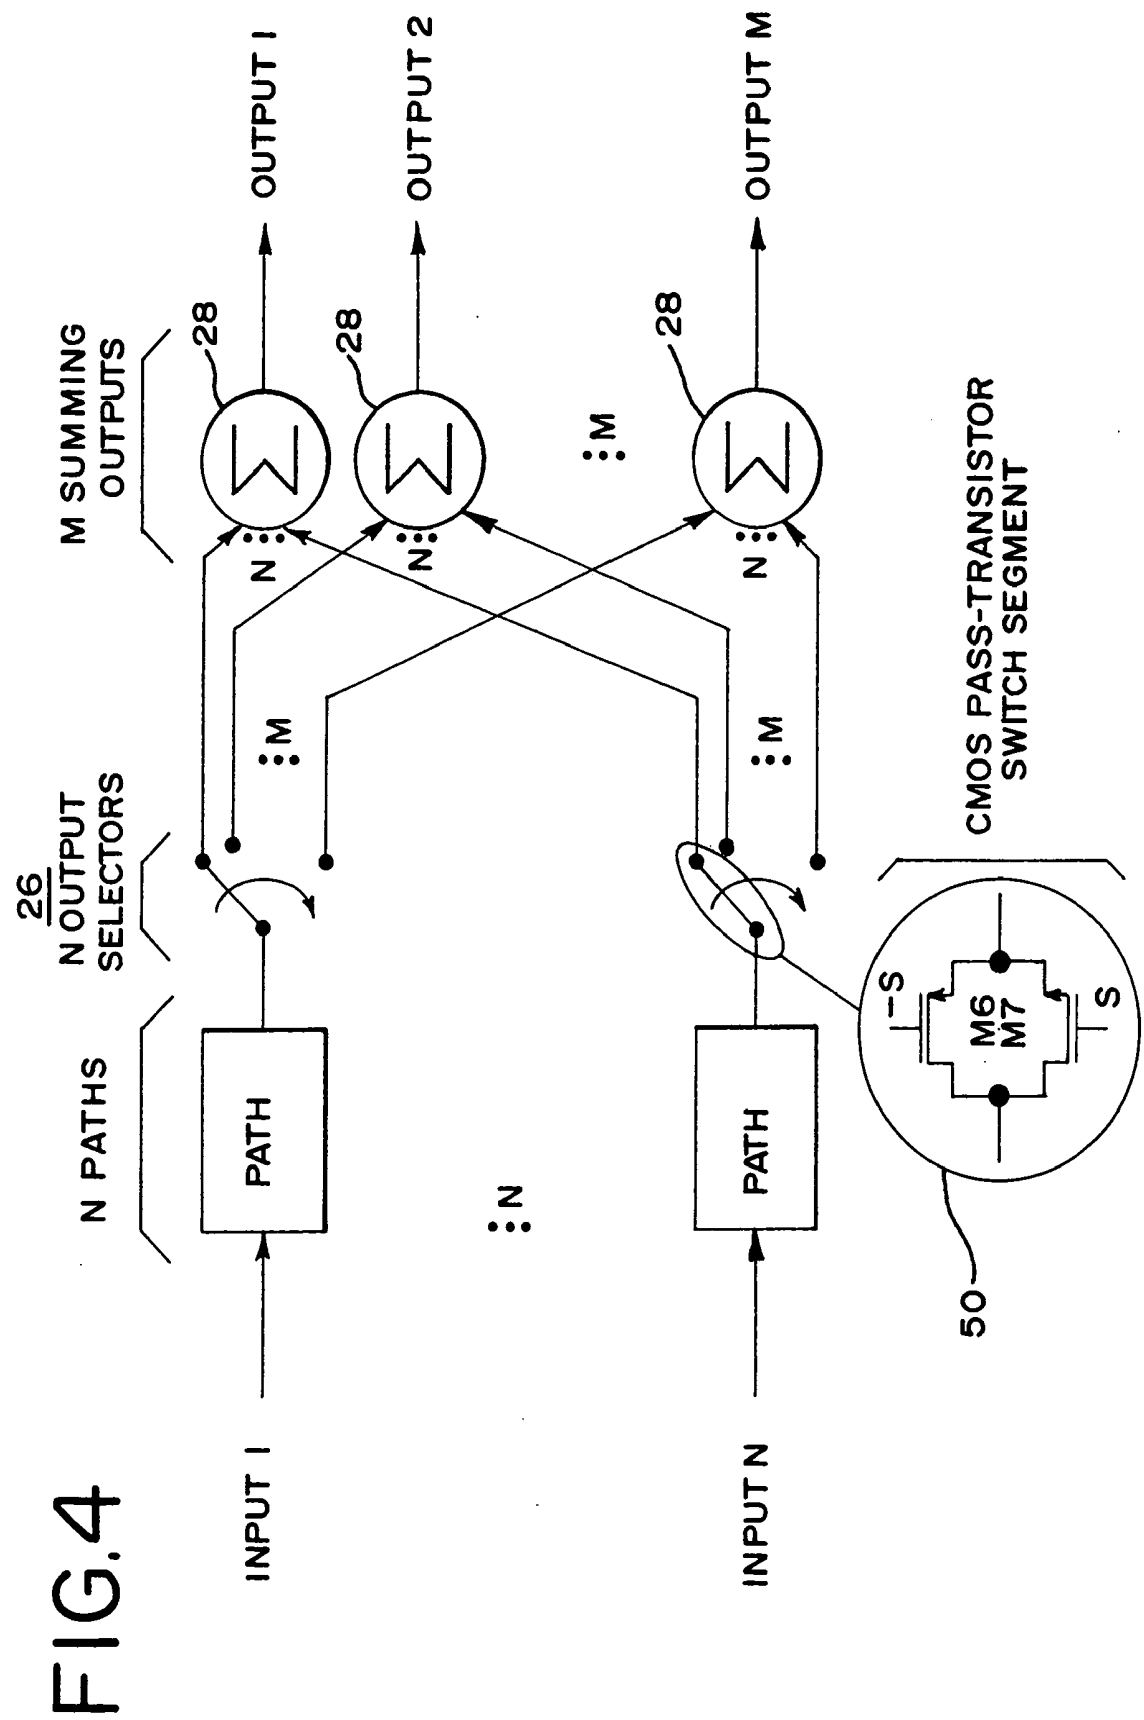 FIG.4
N PATHS
26
N OUTPUT
SELECTORS
M SUMMING
OUTPUTS
INPUT 1
PATH
28
Σ
OUTPUT 1
N
M
28
Σ
OUTPUT 2
N
N
M
28
Σ
OUTPUT M
N
INPUT N
PATH
M
50
-S
M6
M7
S
CMOS PASS-TRANSISTOR
SWITCH SEGMENT